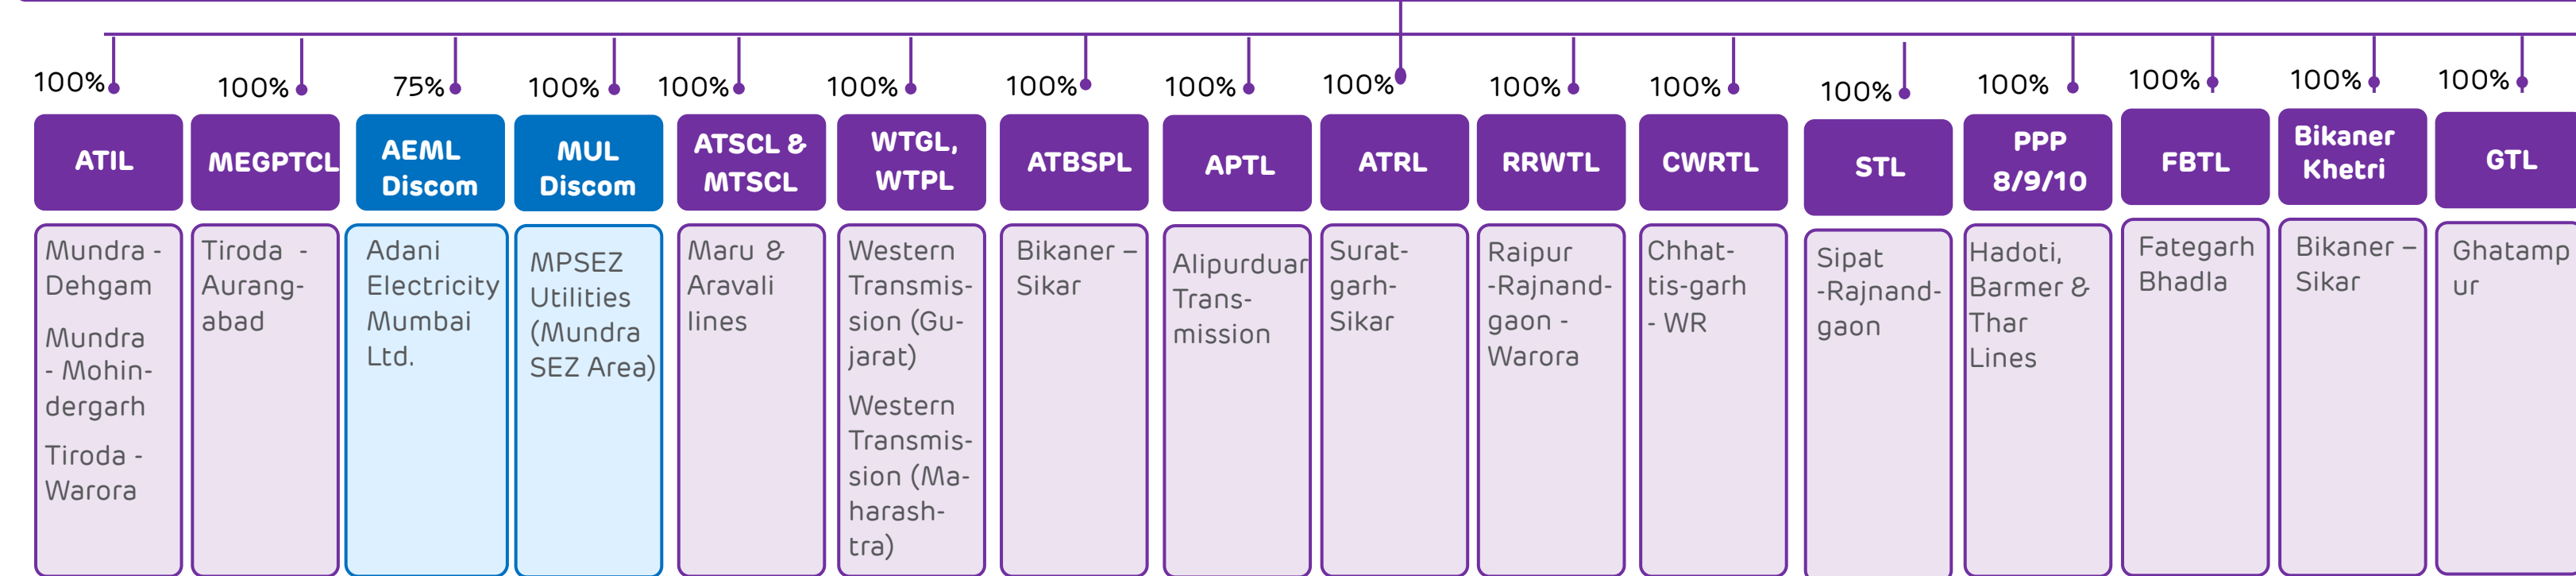 100%
100%
75%
100%
100%
100%
100%
100%
100%
100%
100%
100%
100%
100%
100%
100%
ATIL
MEGPTCL
AEML
Discom
MUL
Discom
ATSCL &
MTSCL
WTGL,
WTPL
ATBSPL
APTL
ATRL
RRWTL
CWRTL
STL
PPP
8/9/10
FBTL
Bikaner
Khetri
GTL
Mundra -
Dehgam
Mundra
- Mohin-
dergarh
Tiroda -
Warora
Tiroda -
Aurang-
abad
Adani
Electricity
Mumbai
Ltd.
MPSEZ
Utilities
(Mundra
SEZ Area)
Maru &
Aravali
lines
Western
Transmis-
sion (Gu-
jarat)
Western
Transmis-
sion (Ma-
harash-
tra)
Bikaner –
Sikar
Alipurduar
Trans-
mission
Surat-
garh-
Sikar
Raipur
-Rajnand-
gaon -
Warora
Chhat-
tis-garh
- WR
Sipat
-Rajnand-
gaon
Hadoti,
Barmer &
Thar
Lines
Fategarh
Bhadla
Bikaner –
Sikar
Ghatamp
ur